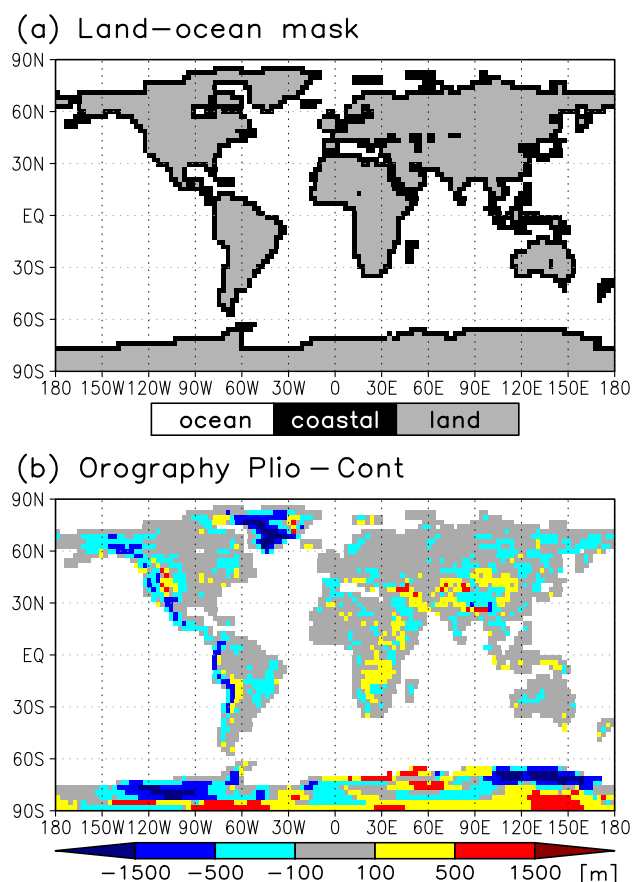 (a) Land-ocean mask
90N
60N
30N
EQ
30S
60S
90S
180 150W 120W 90W 60W 30W 0 30E 60E 90E 120E 150E 180
ocean coastal land
(b) Orography Plio - Cont
90N
60N
30N
EQ
30S
60S
90S
180 150W 120W 90W 60W 30W 0 30E 60E 90E 120E 150E 180
-1500 -500 -100 100 500 1500 [m]